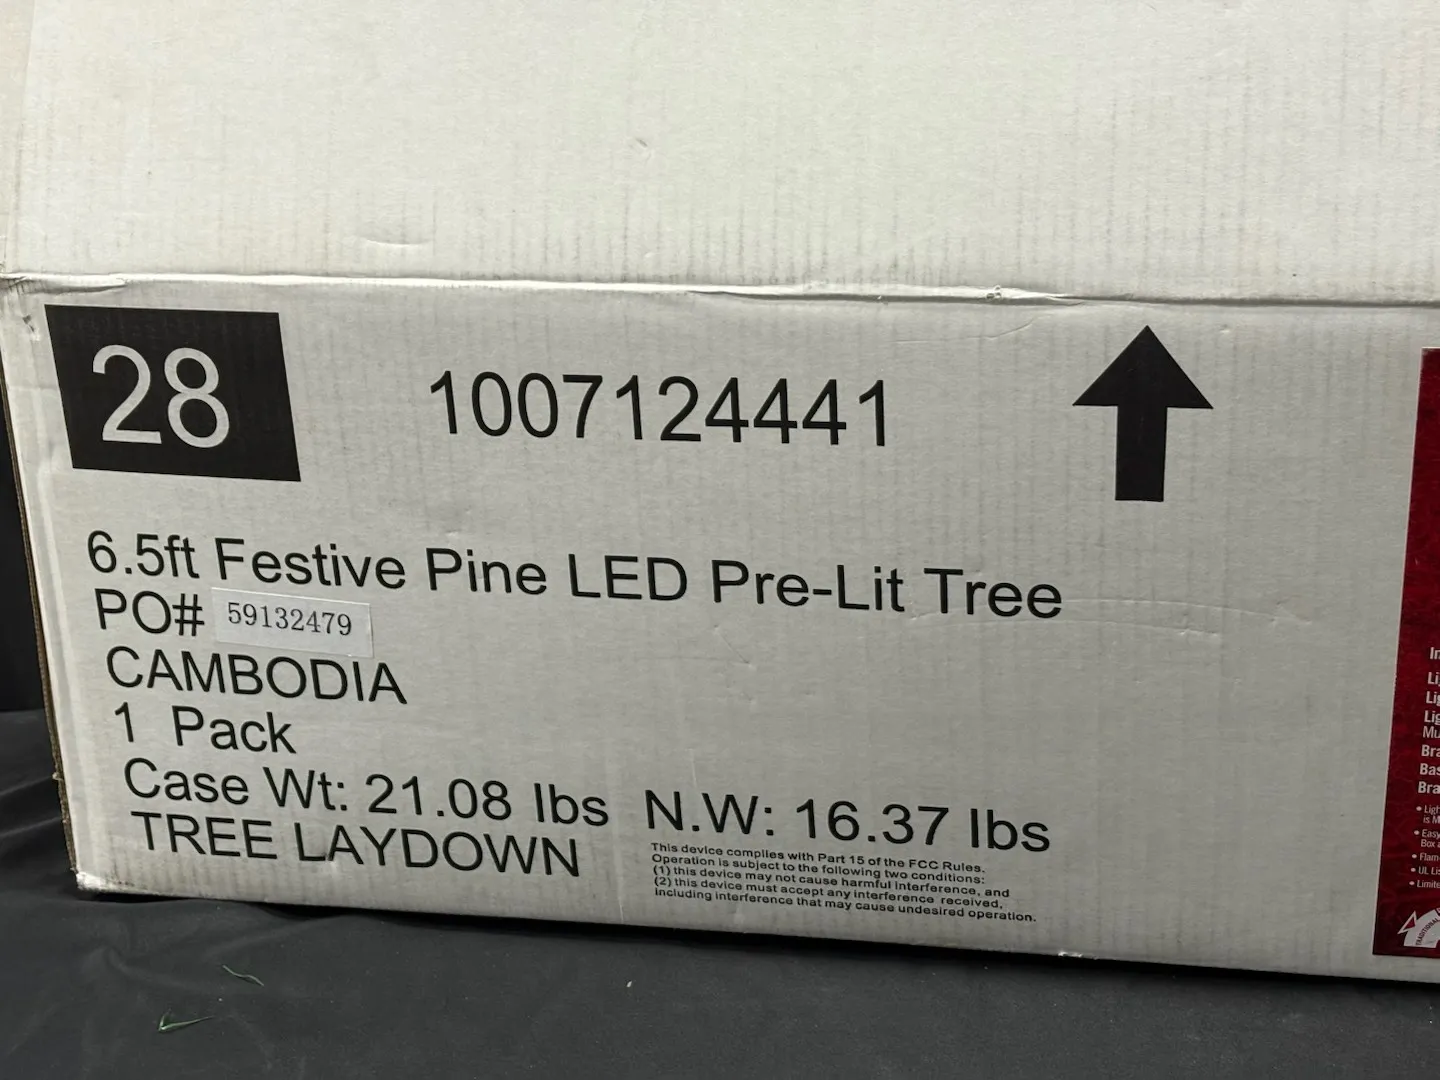 28
1007124441
6.5ft Festive Pine LED Pre-Lit Tree
PO# 59132479
CAMBODIA
1 Pack
Case Wt: 21.08 lbs N.W: 16.37 lbs
TREE LAYDOWN
This device complies with Part 15 of the FCC Rules.
Operation is subject to the following two conditions:
(1) this device may not cause harmful interference, and
(2) this device must accept any interference received,
including interference that may cause undesired operation.